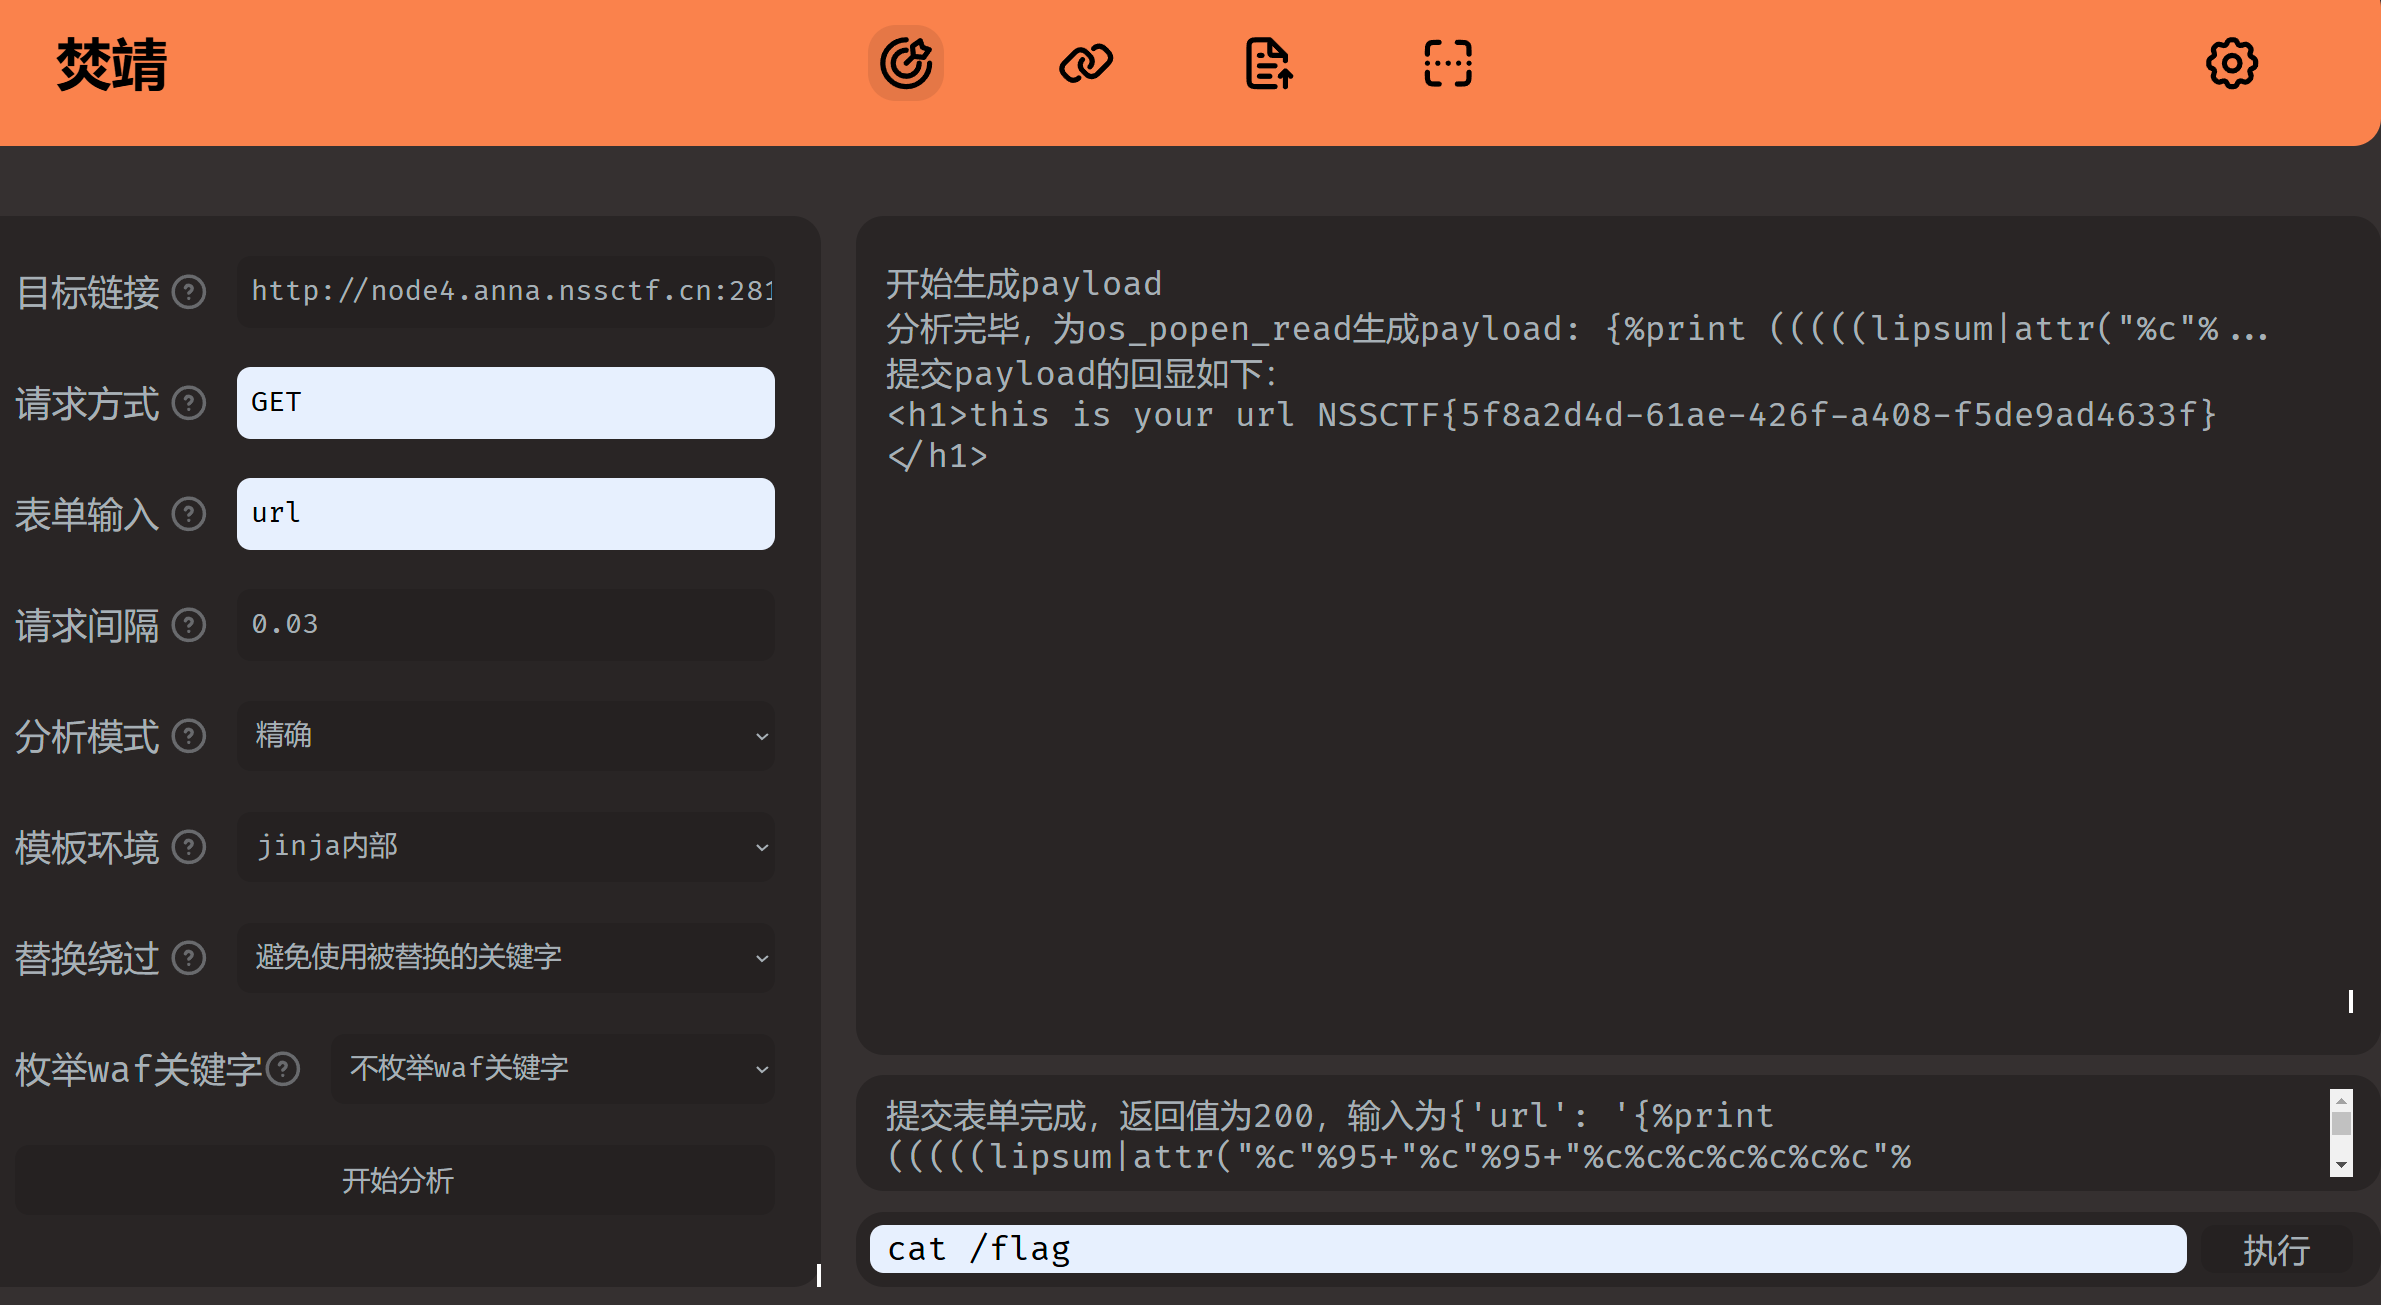 焚靖
目标链接
http://node4.anna.nssctf.cn:281
请求方式
GET
表单输入
url
请求间隔
0.03
分析模式
精确
模板环境
jinja内部
替换绕过
避免使用被替换的关键字
枚举waf关键字
不枚举waf关键字
开始分析
开始生成payload
分析完毕，为os_popen_read生成payload: {%print (((((lipsum|attr("%c"%...
提交payload的回显如下：
<h1>this is your url NSSCTF{5f8a2d4d-61ae-426f-a408-f5de9ad4633f}
</h1>
提交表单完成，返回值为200，输入为{'url': '{%print
(((((lipsum|attr("%c"%95+"%c"%95+"%c%c%c%c%c%c%c"%
cat /flag
执行